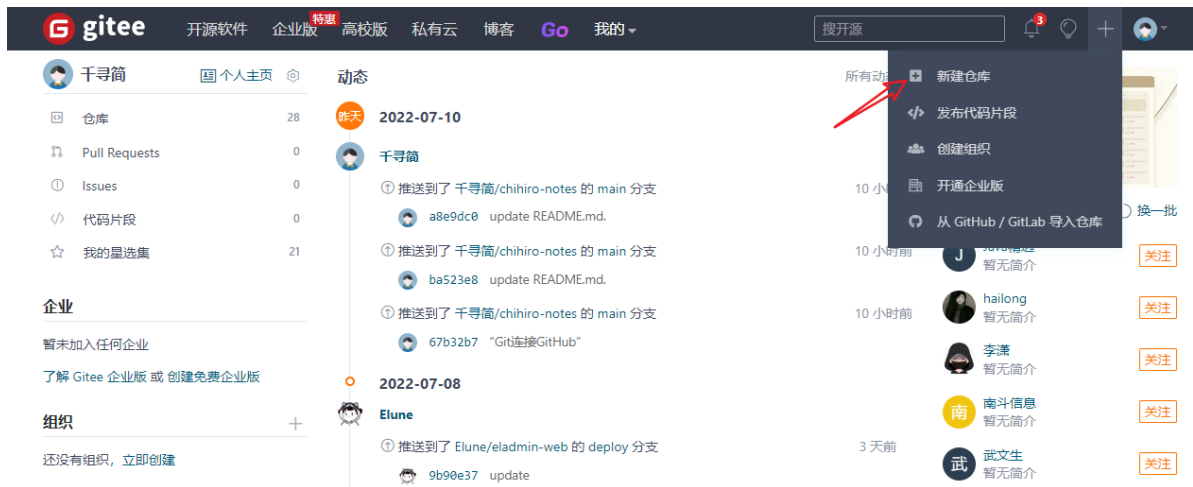 gitee
开源软件
企业版
特惠
高校版
私有云
博客
Go
我的
搜开源
3
千寻简
个人主页
仓库
28
Pull Requests
0
Issues
0
代码片段
0
我的星选集
21
企业
暂未加入任何企业
了解 Gitee 企业版 或 创建免费企业版
组织
还没有组织，立即创建
动态
所有动
昨天
2022-07-10
千寻简
推送到了 千寻简/chihiro-notes 的 main 分支
10 小
a8e9dc0 update README.md.
推送到了 千寻简/chihiro-notes 的 main 分支
10 小时前
ba523e8 update README.md.
推送到了 千寻简/chihiro-notes 的 main 分支
10 小时前
67b32b7 “Git连接GitHub”
2022-07-08
Elune
推送到了 Elune/eladmin-web 的 deploy 分支
3 天前
9b90e37 update
新建仓库
发布代码片段
创建组织
开通企业版
从 GitHub / GitLab 导入仓库
换一批
J
暂无简介
关注
hailong
暂无简介
关注
李潇
暂无简介
关注
南
南斗信息
暂无简介
关注
武
武文生
暂无简介
关注